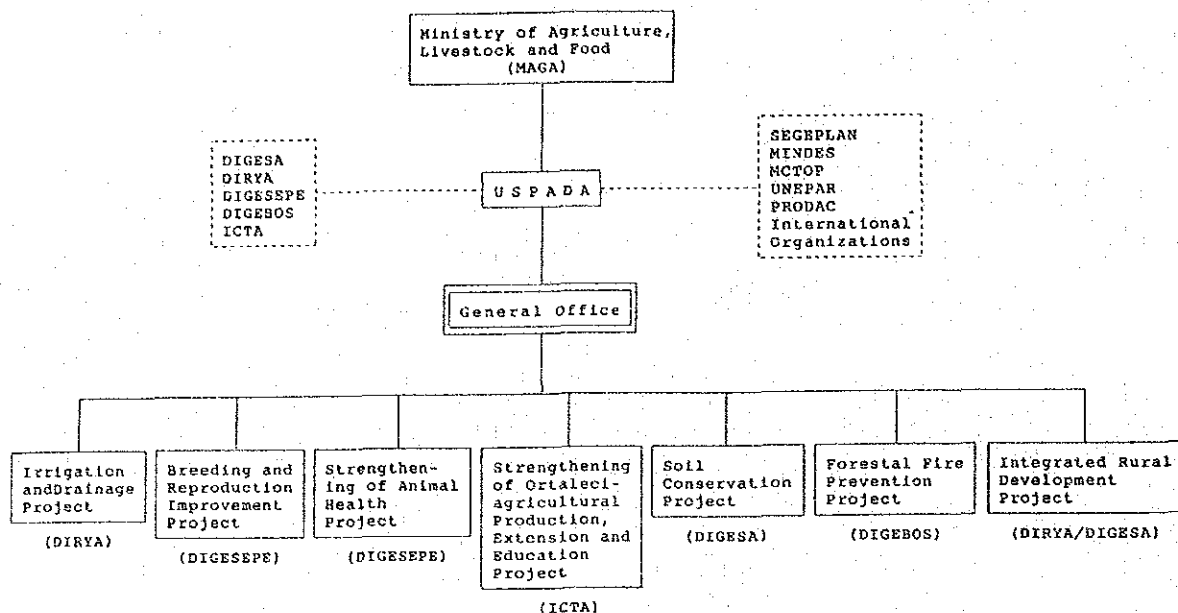 Ministry of Agriculture,
Livestock and Food
(MAGA)
DIGESA
DIRYA
DIGESEPE
DIGEBOS
ICTA
USPADA
SEGEPLAN
MINDES
MCTOP
UNEPAR
PRODAC
International
Organizations
General Office
Irrigation
andDrainage
Project
(DIRYA)
Breeding and
Reproduction
Improvement
Project
(DIGESEPE)
Strengthen-
ing of Animal
Health
Project
(DIGESEPE)
Strengthening
of Ortaleci-
agricultural
Production,
Extension and
Education
Project
(ICTA)
Soil
Conservation
Project
(DIGESA)
Forestal Fire
Prevention
Project
(DIGEBOS)
Integrated Rural
Development
Project
(DIRYA/DIGESA)